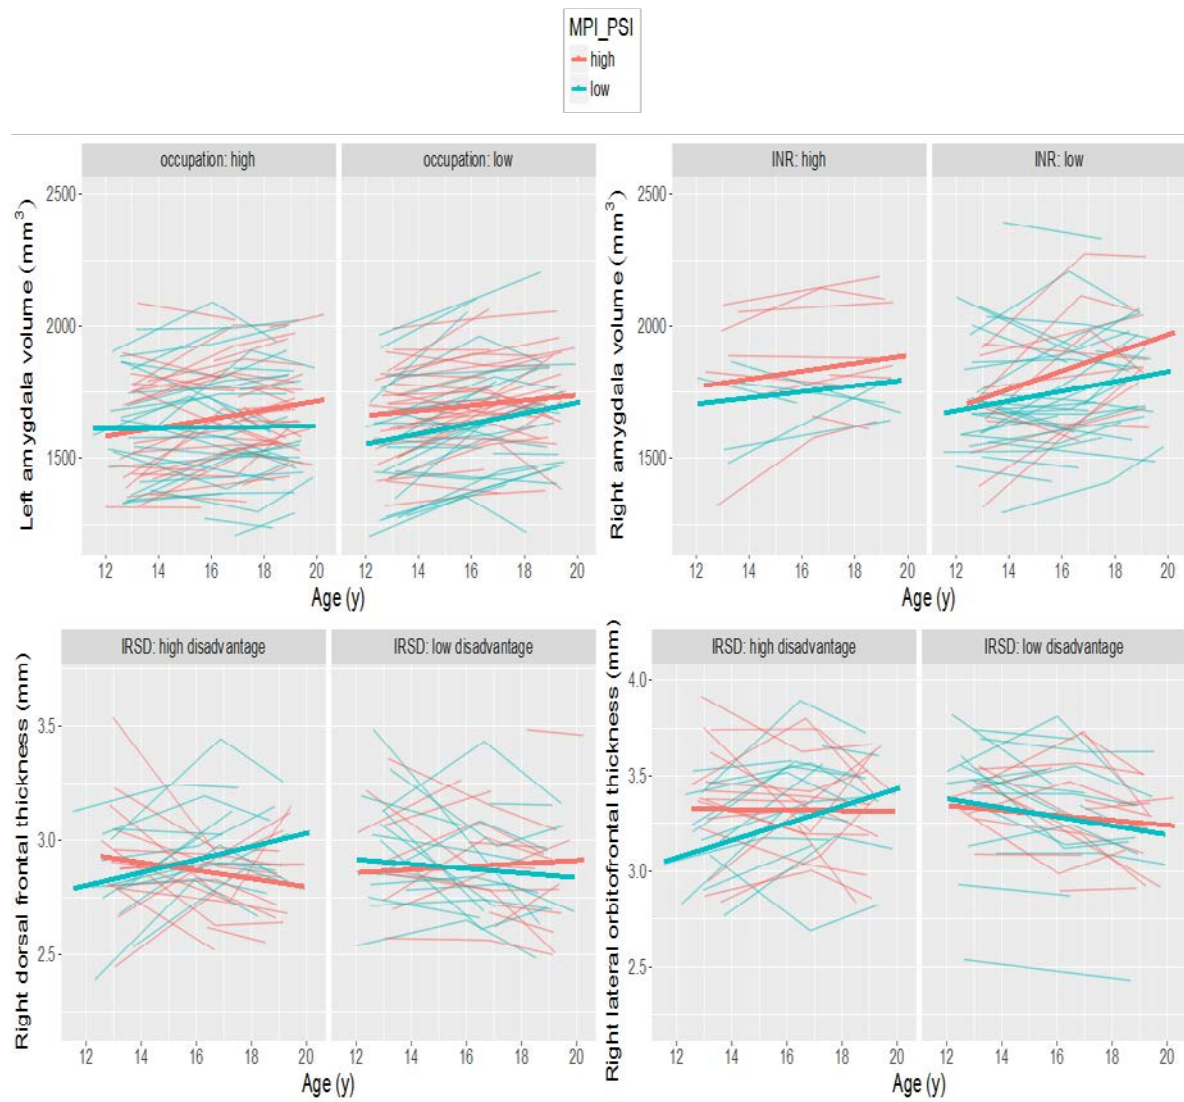 MPI_PSI
high
low
occupation: high
occupation: low
INR: high
INR: low
Left amygdala volume (mm³)
2500
2000
1500
12 14 16 18 20 12 14 16 18 20
Age (y)
Right amygdala volume (mm³)
2500
2000
1500
12 14 16 18 20 12 14 16 18 20
Age (y)
IRSD: high disadvantage
IRSD: low disadvantage
IRSD: high disadvantage
IRSD: low disadvantage
Right dorsal frontal thickness (mm)
3.5
3.0
2.5
12 14 16 18 20 12 14 16 18 20
Age (y)
Right lateral orbitofrontal thickness (mm)
4.0
3.5
3.0
2.5
12 14 16 18 20 12 14 16 18 20
Age (y)